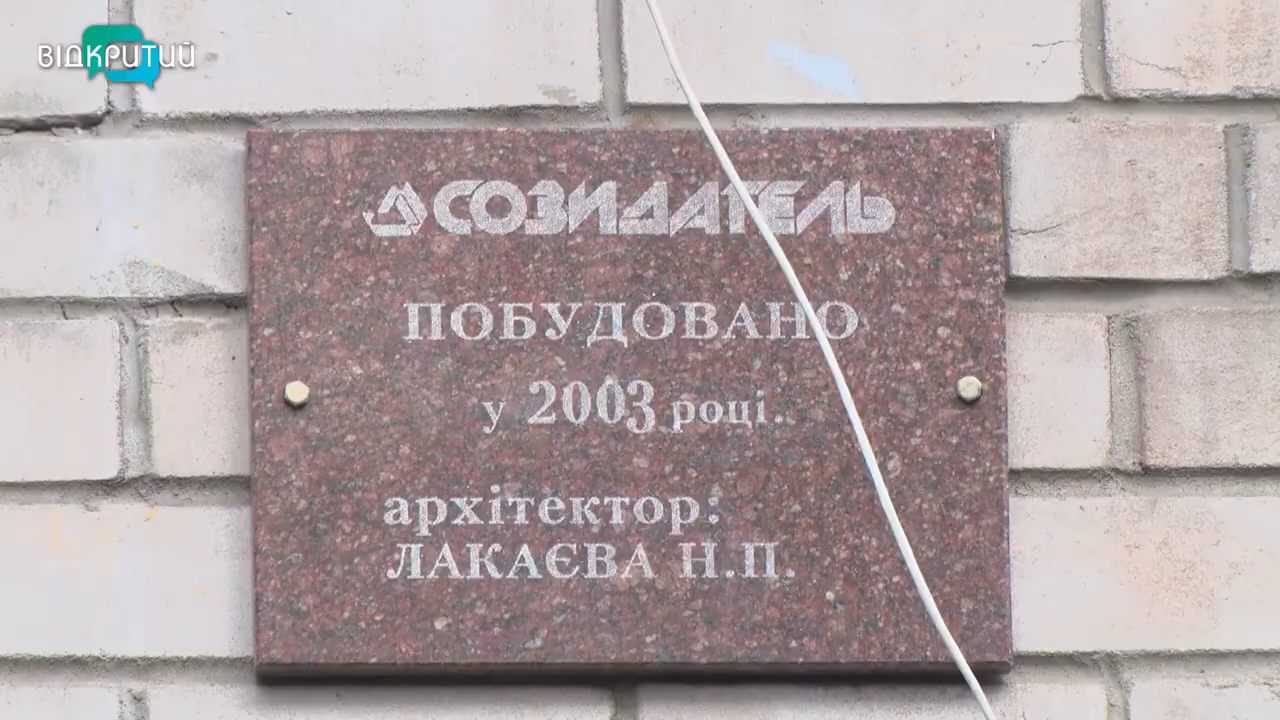 ВІДКРИТИЙ
СОЗИДАТЕЛЬ
ПОБУДОВАНО
у 2003 році.
архітектор:
ЛАКАЄВА Н.П.